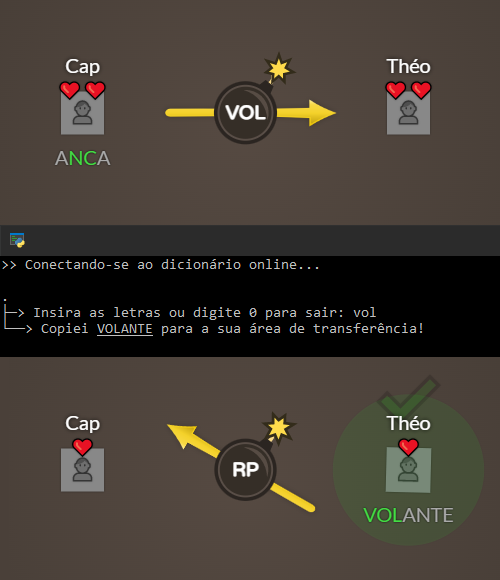 Cap
Théo
VOL
ANCA
>> Conectando-se ao dicionário online...
.
├─> Insira as letras ou digite 0 para sair: vol
└──> Copiei VOLANTE para a sua área de transferência!
Cap
Théo
RP
VOLANTE